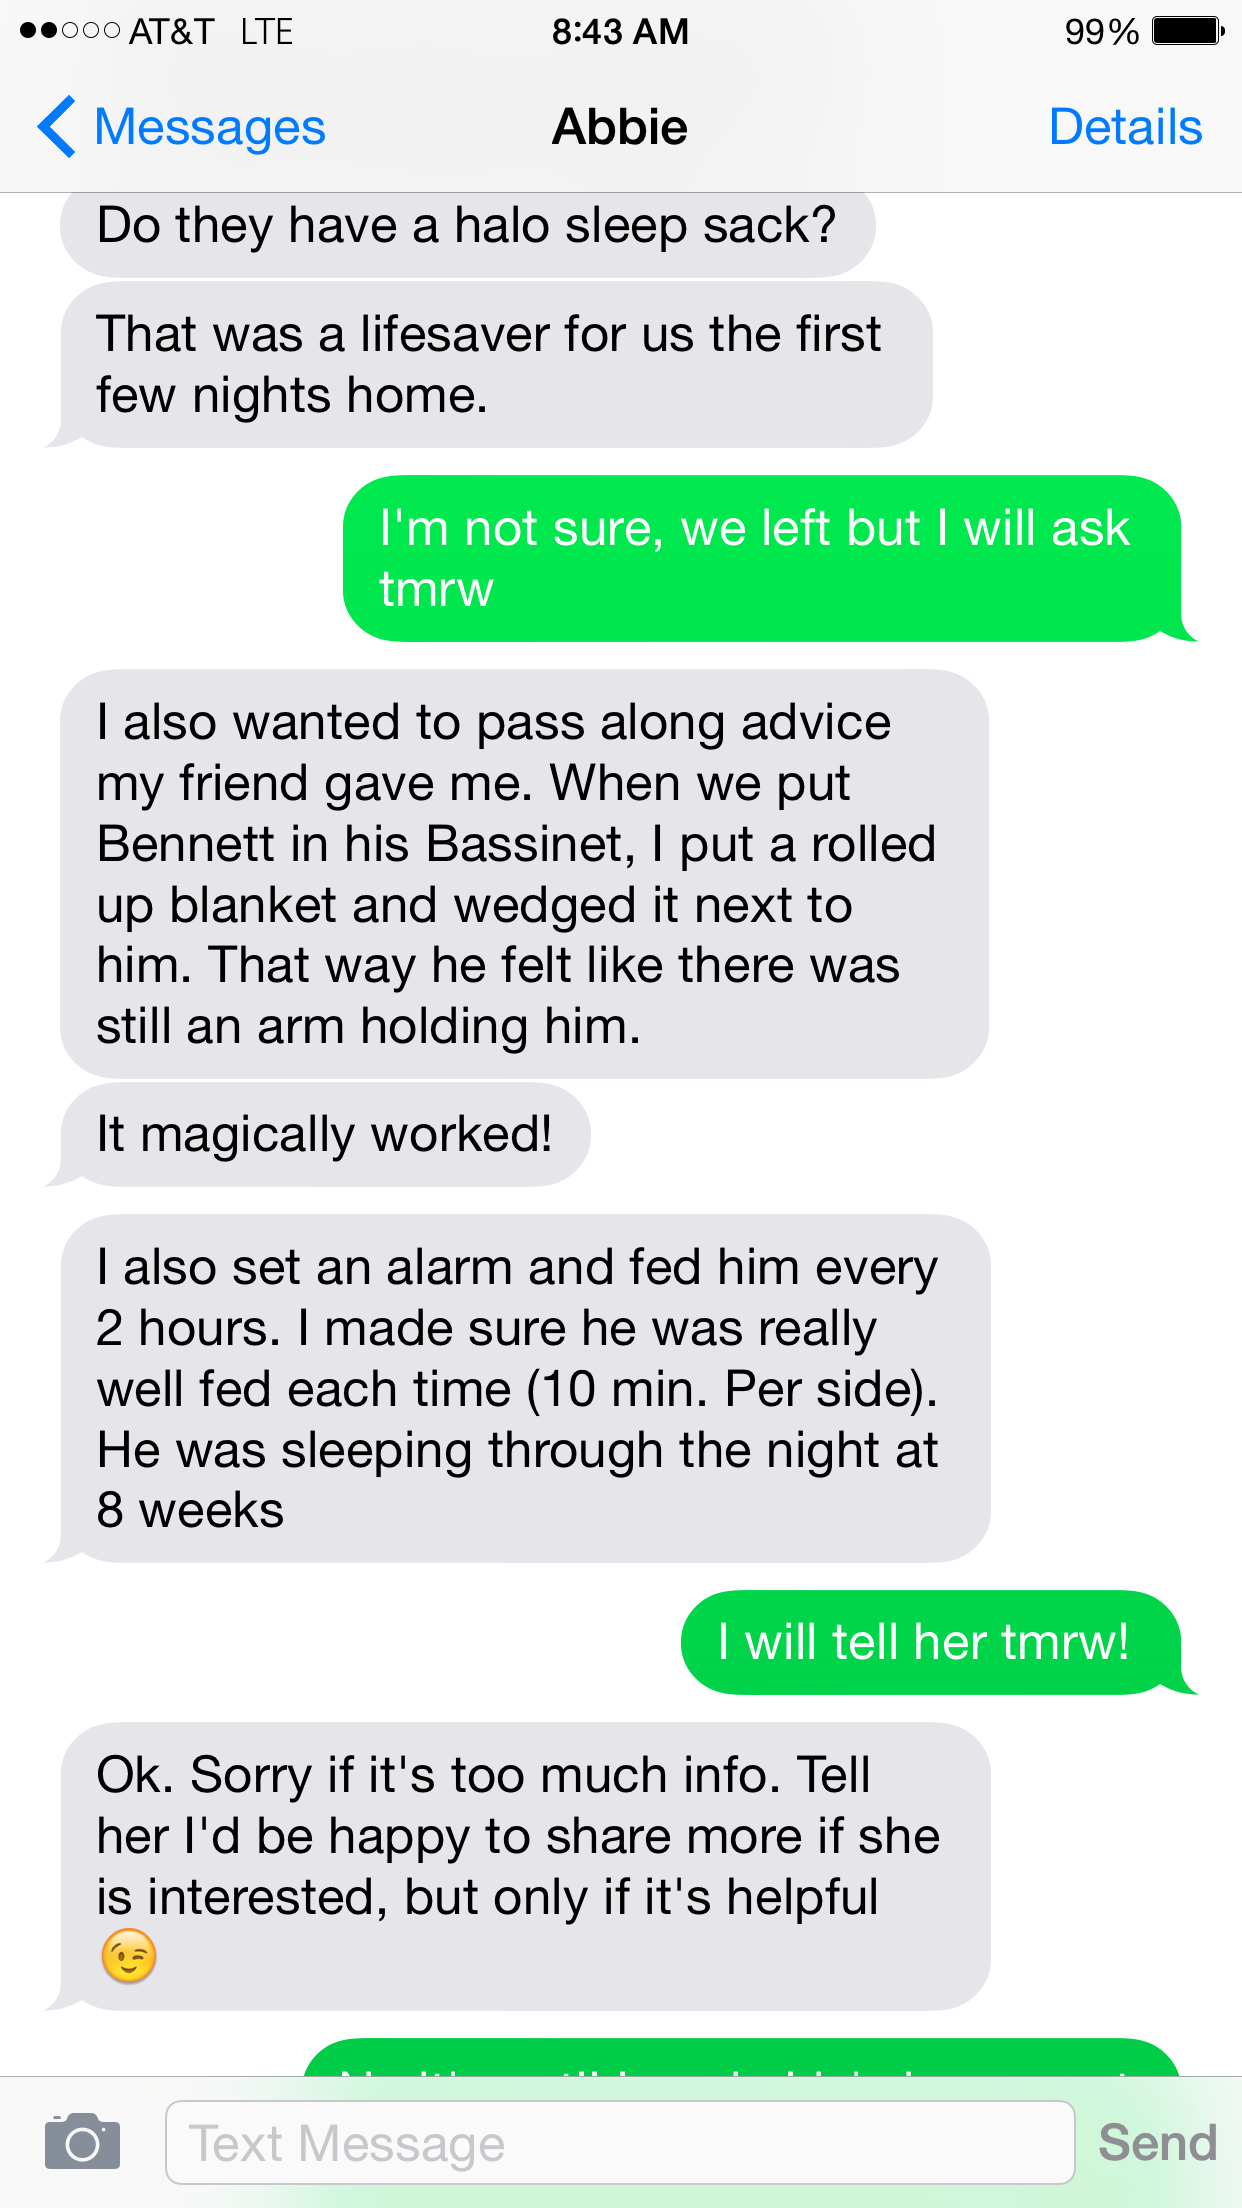 AT&T LTE 8:43 AM 99%
Messages Abbie Details
Do they have a halo sleep sack?
That was a lifesaver for us the first
few nights home.
I'm not sure, we left but I will ask
tmrw
I also wanted to pass along advice
my friend gave me. When we put
Bennett in his Bassinet, I put a rolled
up blanket and wedged it next to
him. That way he felt like there was
still an arm holding him.
It magically worked!
I also set an alarm and fed him every
2 hours. I made sure he was really
well fed each time (10 min. Per side).
He was sleeping through the night at
8 weeks
I will tell her tmrw!
Ok. Sorry if it's too much info. Tell
her I'd be happy to share more if she
is interested, but only if it's helpful
😉
Text Message Send